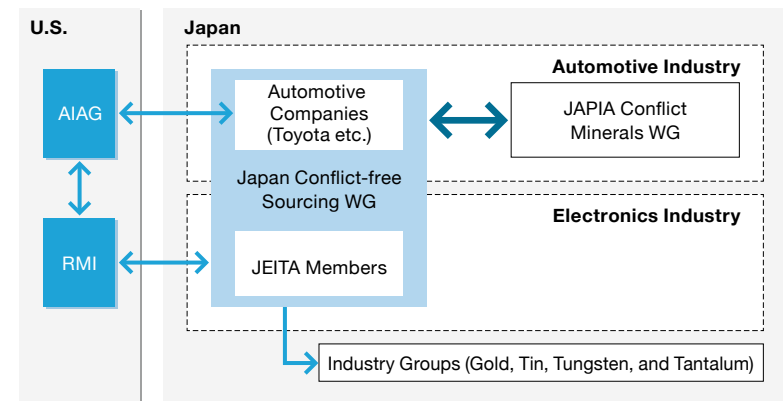 U.S.
Japan
Automotive Industry
AIAG
Automotive
Companies
(Toyota etc.)
JAPIA Conflict
Minerals WG
Japan Conflict-free
Sourcing WG
Electronics Industry
RMI
JEITA Members
Industry Groups (Gold, Tin, Tungsten, and Tantalum)